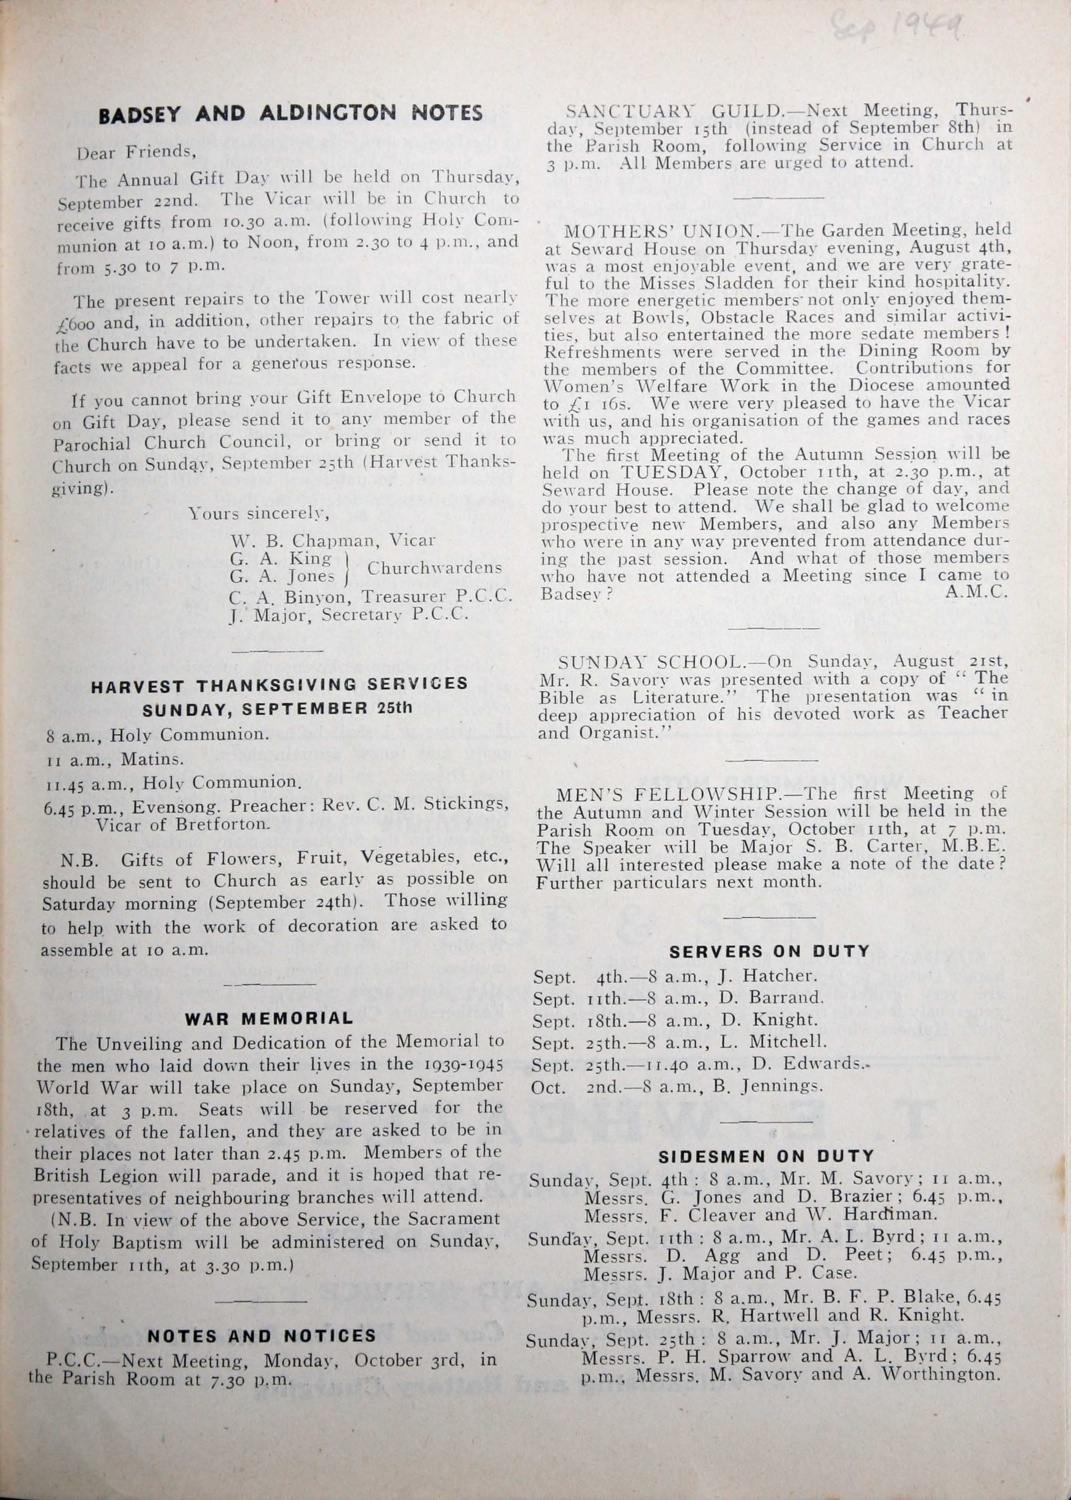 Sep 1949
BADSEY AND ALDINGTON NOTES
Dear Friends,
The Annual Gift Day will be held on Thursday,
September 22nd. The Vicar will be in Church to
receive gifts from 10.30 a.m. (following Holy Com-
munion at 10 a.m.) to Noon, from 2.30 to 4 p.m., and
from 5.30 to 7 p.m.
The present repairs to the Tower will cost nearly
£600 and, in addition, other repairs to the fabric of
the Church have to be undertaken. In view of these
facts we appeal for a generous response.
If you cannot bring your Gift Envelope to Church
on Gift Day, please send it to any member of the
Parochial Church Council, or bring or send it to
Church on Sunday, September 25th (Harvest Thanks-
giving).
Yours sincerely,
W. B. Chapman, Vicar
G. A. King
G. A. Jones } Churchwardens
C. A. Binyon, Treasurer P.C.C.
J. Major, Secretary P.C.C.
HARVEST THANKSGIVING SERVICES
SUNDAY, SEPTEMBER 25th
8 a.m., Holy Communion.
11 a.m., Matins.
11.45 a.m., Holy Communion.
6.45 p.m., Evensong. Preacher: Rev. C. M. Stickings,
Vicar of Bretforton.
N.B. Gifts of Flowers, Fruit, Vegetables, etc.,
should be sent to Church as early as possible on
Saturday morning (September 24th). Those willing
to help with the work of decoration are asked to
assemble at 10 a.m.
WAR MEMORIAL
The Unveiling and Dedication of the Memorial to
the men who laid down their lives in the 1939-1945
World War will take place on Sunday, September
18th, at 3 p.m. Seats will be reserved for the
relatives of the fallen, and they are asked to be in
their places not later than 2.45 p.m. Members of the
British Legion will parade, and it is hoped that re-
presentatives of neighbouring branches will attend.
(N.B. In view of the above Service, the Sacrament
of Holy Baptism will be administered on Sunday,
September 11th, at 3.30 p.m.)
NOTES AND NOTICES
P.C.C.—Next Meeting, Monday, October 3rd, in
the Parish Room at 7.30 p.m.
SANCTUARY GUILD.—Next Meeting, Thurs-
day, September 15th (instead of September 8th) in
the Parish Room, following Service in Church at
3 p.m. All Members are urged to attend.
MOTHERS' UNION.—The Garden Meeting, held
at Seward House on Thursday evening, August 4th,
was a most enjoyable event, and we are very grate-
ful to the Misses Sladden for their kind hospitality.
The more energetic members not only enjoyed them-
selves at Bowls, Obstacle Races and similar activi-
ties, but also entertained the more sedate members !
Refreshments were served in the Dining Room by
the members of the Committee. Contributions for
Women's Welfare Work in the Diocese amounted
to £1 16s. We were very pleased to have the Vicar
with us, and his organisation of the games and races
was much appreciated.
The first Meeting of the Autumn Session will be
held on TUESDAY, October 11th, at 2.30 p.m., at
Seward House. Please note the change of day, and
do your best to attend. We shall be glad to welcome
prospective new Members, and also any Members
who were in any way prevented from attendance dur-
ing the past session. And what of those members
who have not attended a Meeting since I came to
Badsey ? A.M.C.
SUNDAY SCHOOL.—On Sunday, August 21st,
Mr. R. Savory was presented with a copy of " The
Bible as Literature." The presentation was " in
deep appreciation of his devoted work as Teacher
and Organist."
MEN'S FELLOWSHIP.—The first Meeting of
the Autumn and Winter Session will be held in the
Parish Room on Tuesday, October 11th, at 7 p.m.
The Speaker will be Major S. B. Carter, M.B.E.
Will all interested please make a note of the date ?
Further particulars next month.
SERVERS ON DUTY
Sept. 4th.—8 a.m., J. Hatcher.
Sept. 11th.—8 a.m., D. Barrand.
Sept. 18th.—8 a.m., D. Knight.
Sept. 25th.—8 a.m., L. Mitchell.
Sept. 25th.—11.40 a.m., D. Edwards.
Oct. 2nd.—8 a.m., B. Jennings.
SIDESMEN ON DUTY
Sunday, Sept. 4th : 8 a.m., Mr. M. Savory ; 11 a.m.,
Messrs. G. Jones and D. Brazier ; 6.45 p.m.,
Messrs. F. Cleaver and W. Hardiman.
Sunday, Sept. 11th : 8 a.m., Mr. A. L. Byrd ; 11 a.m.,
Messrs. D. Agg and D. Peet ; 6.45 p.m.,
Messrs. J. Major and P. Case.
Sunday, Sept. 18th : 8 a.m., Mr. B. F. P. Blake, 6.45
p.m., Messrs. R. Hartwell and R. Knight.
Sunday, Sept. 25th : 8 a.m., Mr. J. Major ; 11 a.m.,
Messrs. P. H. Sparrow and A. L. Byrd ; 6.45
p.m., Messrs. M. Savory and A. Worthington.